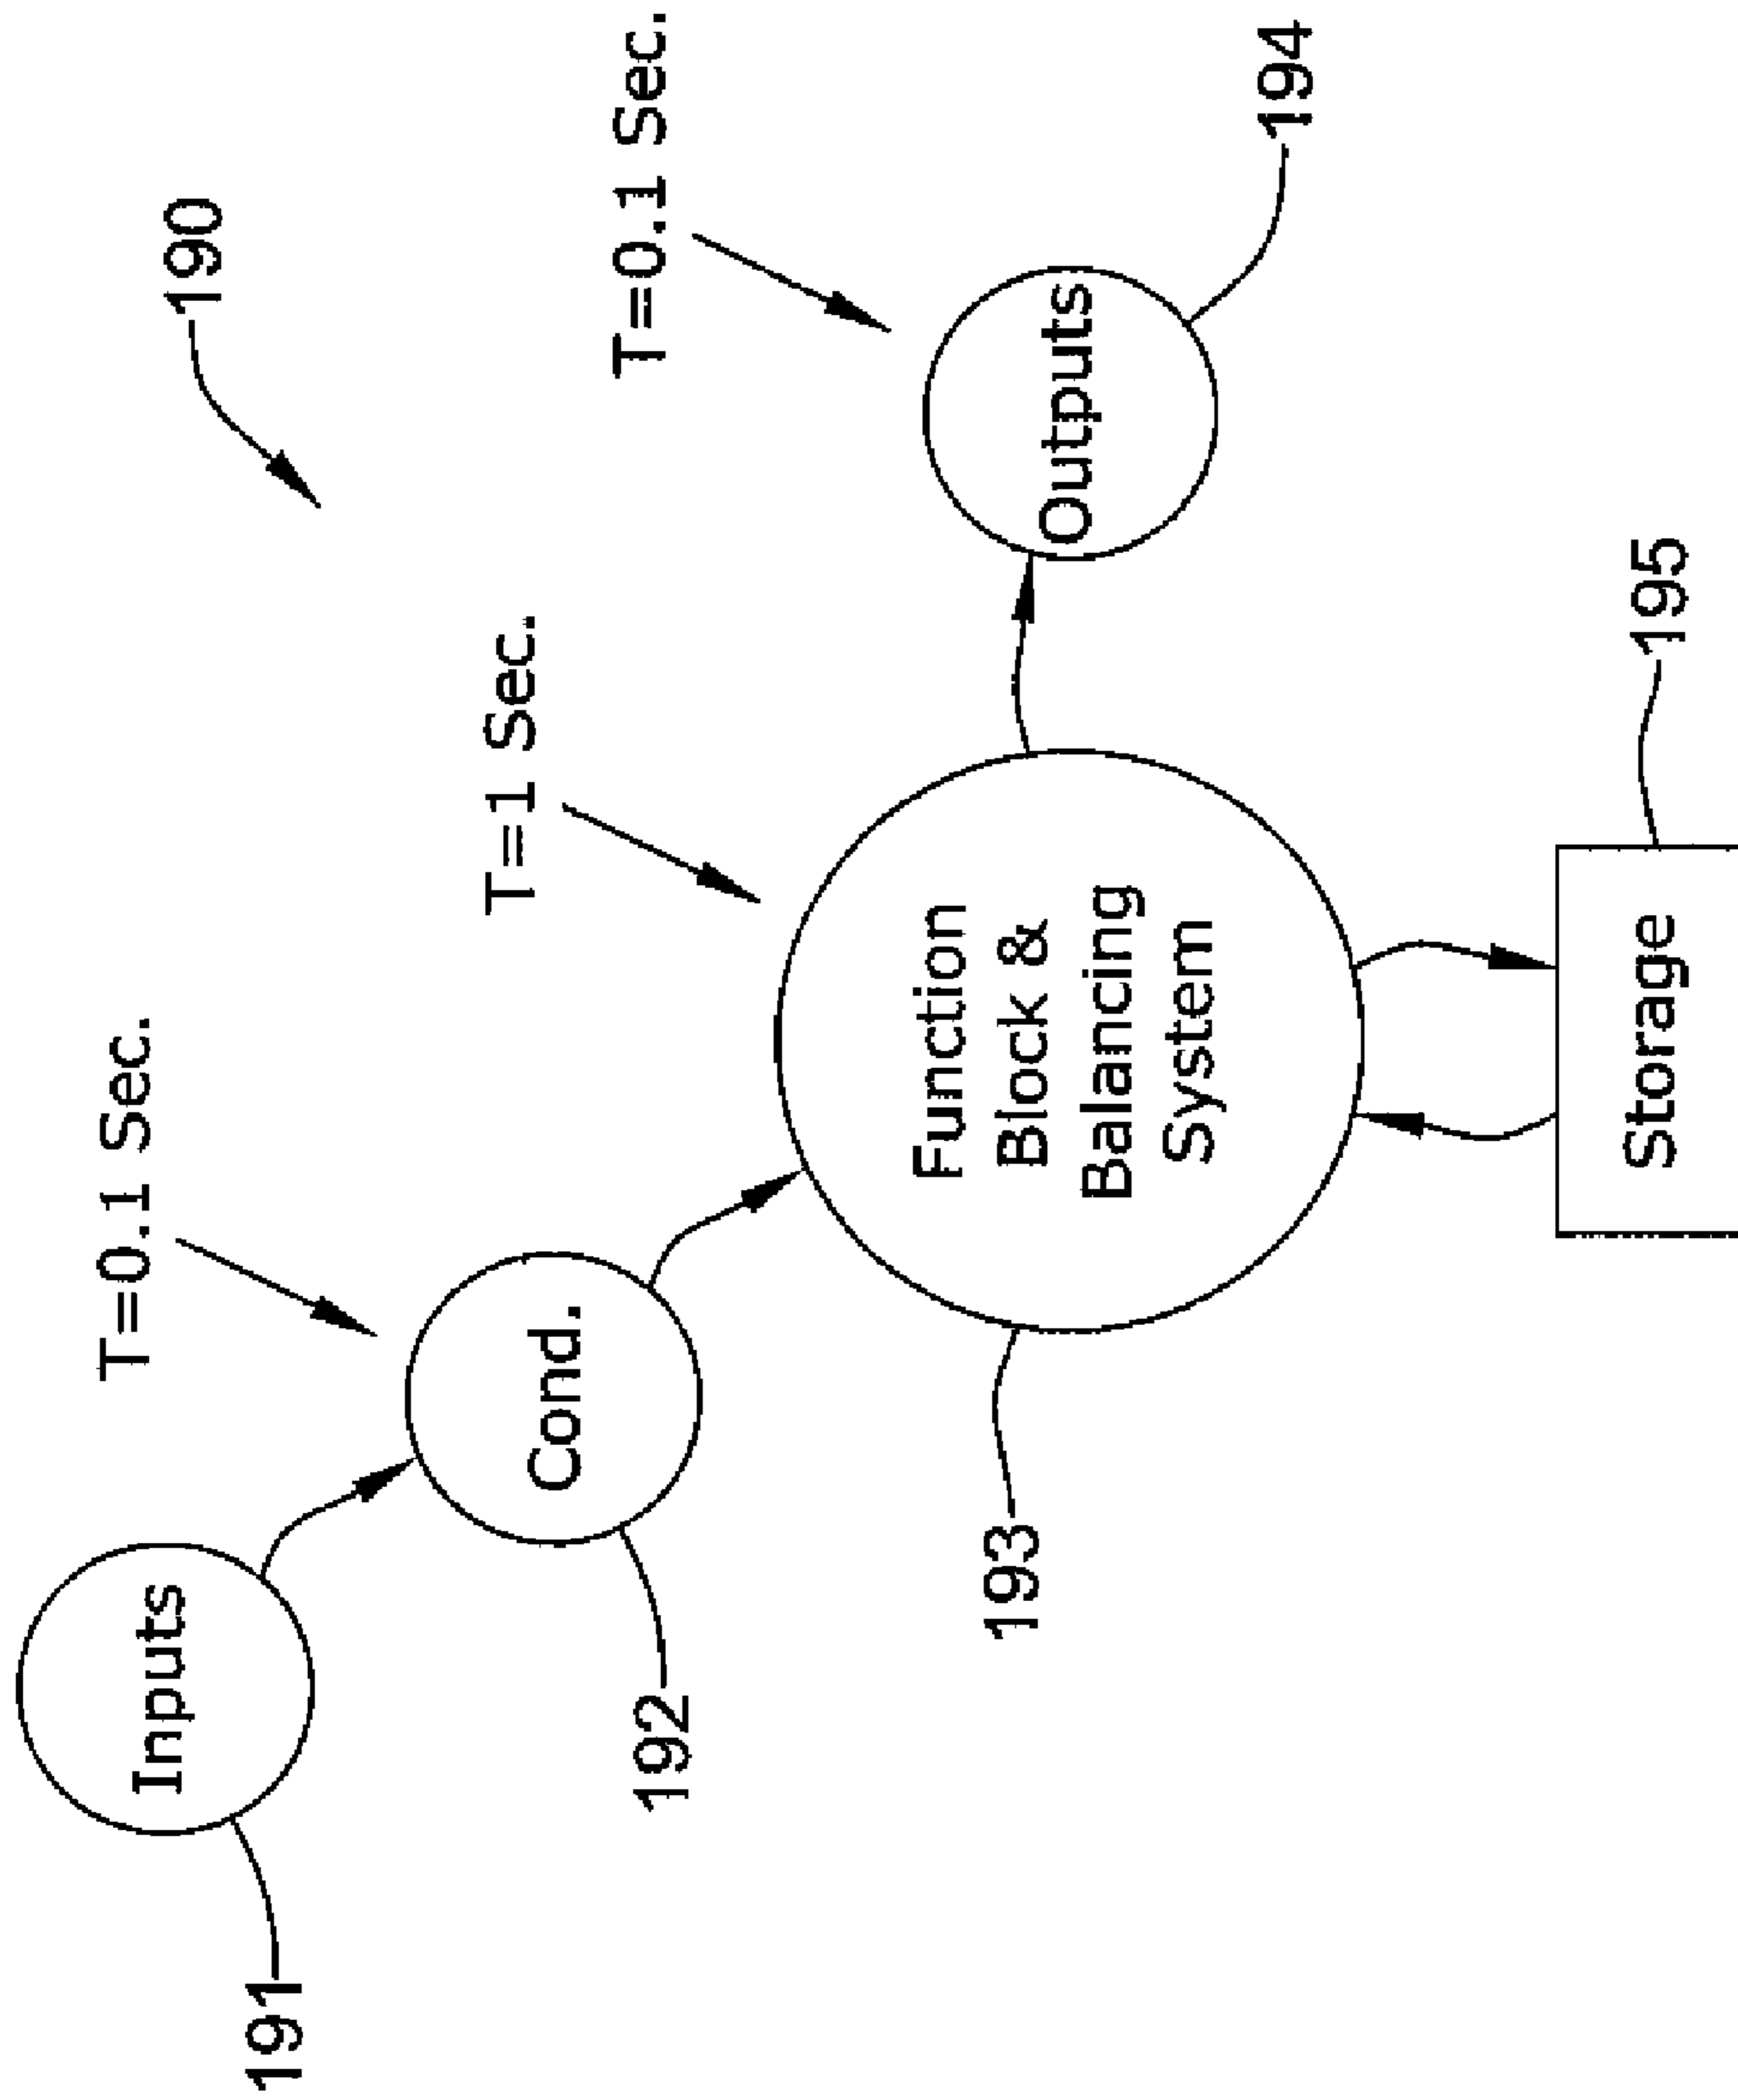 190
T=0.1 Sec.
T=1 Sec.
T=0.1 Sec.
Inputs
191
Cond.
192
Function
Block &
Balancing
System
193
Outputs
194
Storage
195